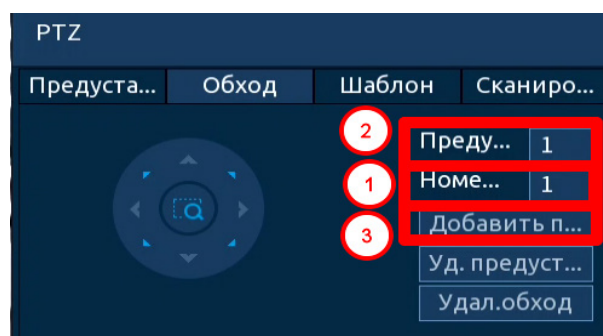 PTZ
Предуста... Обход Шаблон Сканиро...
2 Преду... 1
1 Номе... 1
3 Добавить п...
Уд. предуст...
Удал.обход